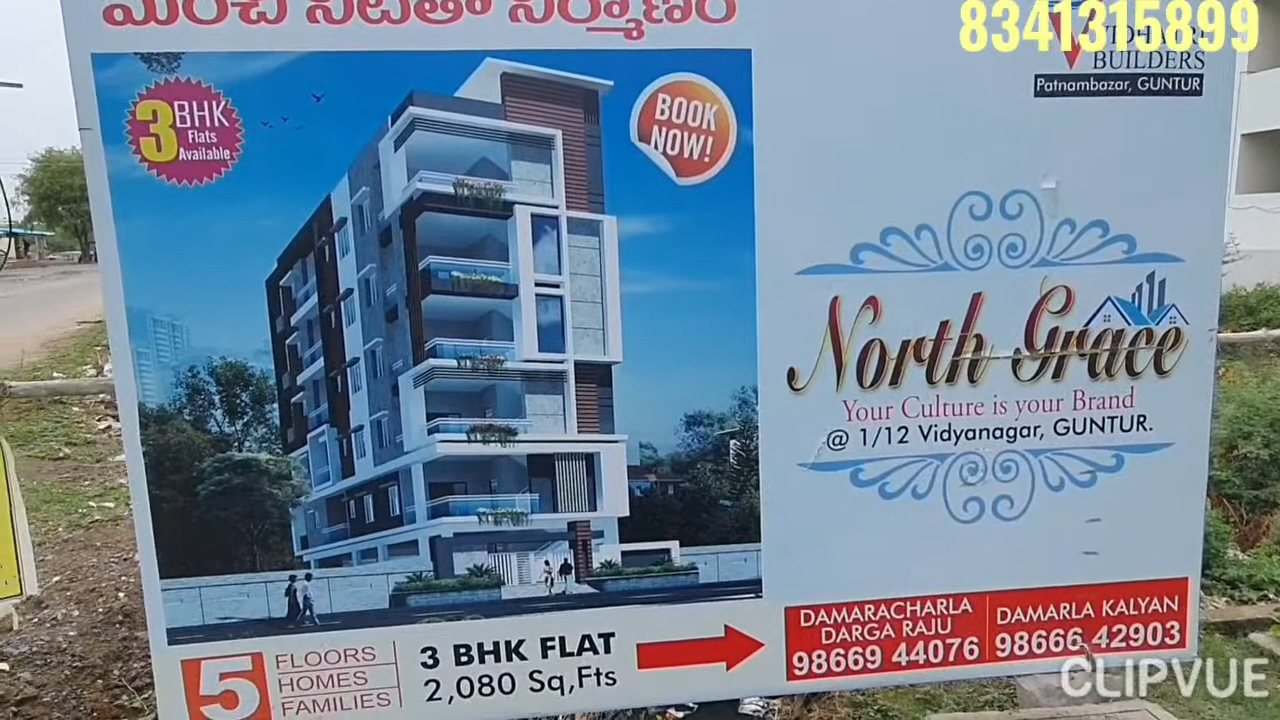 మంచి నీటితో నిర్మాణం
8341315899
BUILDERS
Patnambazar, GUNTUR
3 BHK
Flats
Available
BOOK
NOW!
North Grace
Your Culture is your Brand
@ 1/12 Vidyanagar, GUNTUR.
5 FLOORS
HOMES
FAMILIES
3 BHK FLAT
2,080 Sq,Fts
DAMARACHARLA
DARGA RAJU
98669 44076
DAMARLA KALYAN
98666 42903
CLIPVUE